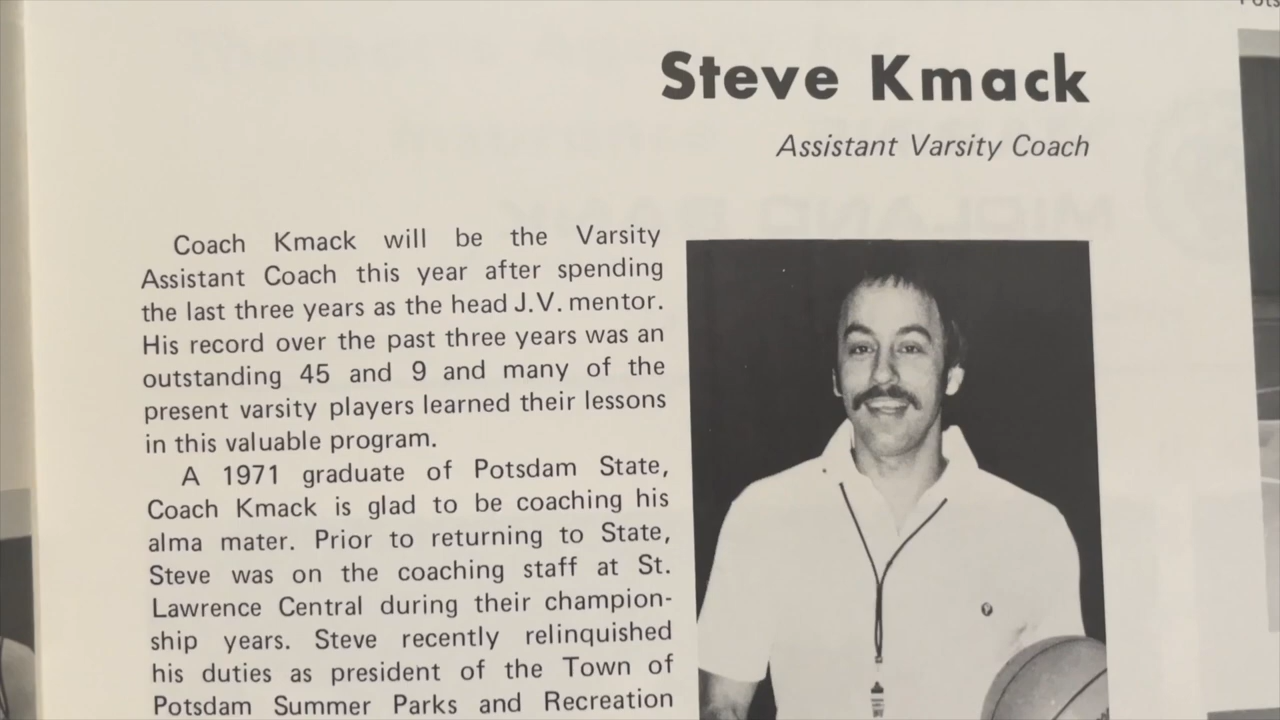 Steve Kmack
Assistant Varsity Coach
Coach Kmack will be the Varsity
Assistant Coach this year after spending
the last three years as the head J.V. mentor.
His record over the past three years was an
outstanding 45 and 9 and many of the
present varsity players learned their lessons
in this valuable program.
A 1971 graduate of Potsdam State,
Coach Kmack is glad to be coaching his
alma mater. Prior to returning to State,
Steve was on the coaching staff at St.
Lawrence Central during their champion-
ship years. Steve recently relinquished
his duties as president of the Town of
Potsdam Summer Parks and Recreation